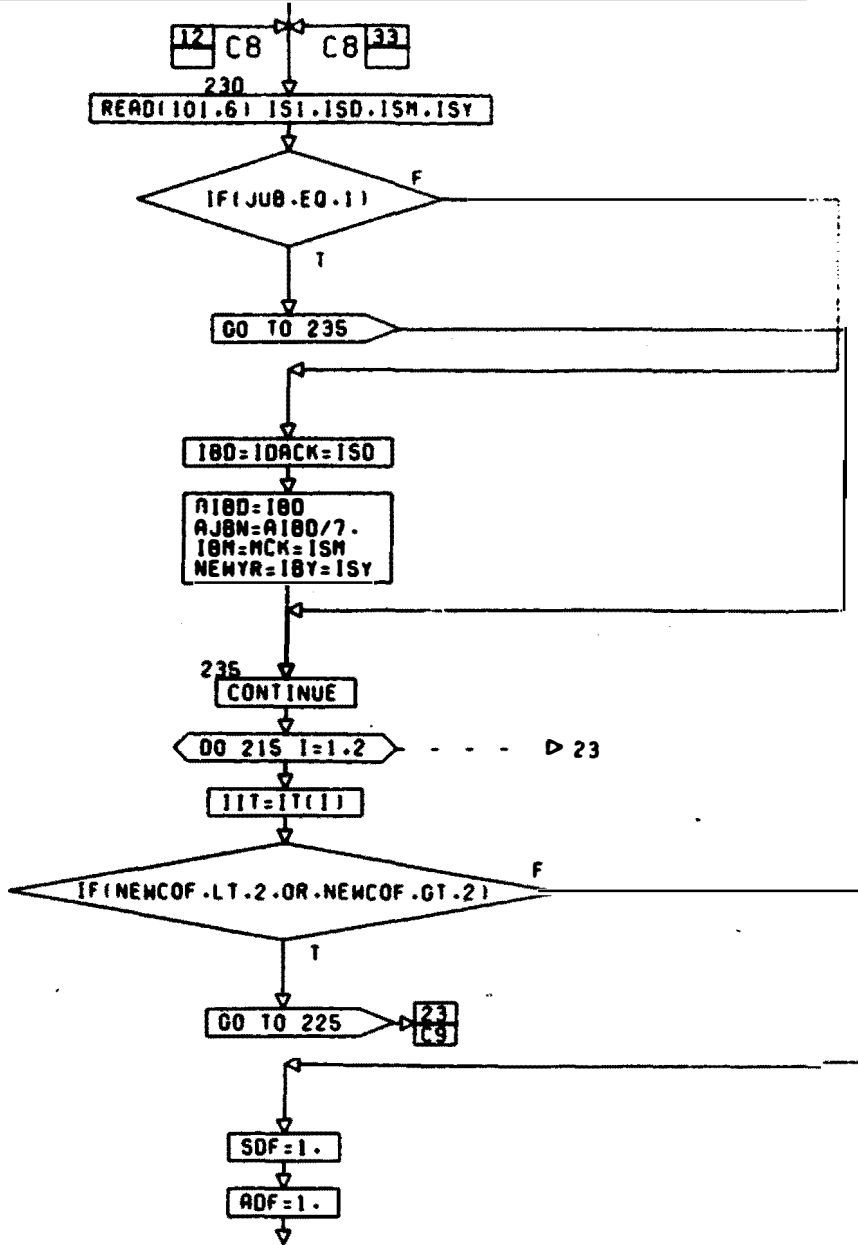 12
C8
C8
33
230
READ(101.6) IS1.ISD.ISM.ISY
IF(JUB.EQ.1)
F
T
GO TO 235
IBD=IDACK=ISD
AIBD=IBD
AJBN=AIBD/7.
IBM=MCK=ISM
NEWYR=IBY=ISY
235
CONTINUE
DO 215 I=1.2
23
IIT=IT(I)
IF(NEWCOF.LT.2.OR.NEWCOF.GT.2)
F
T
GO TO 225
23
C9
SDF=1.
ADF=1.